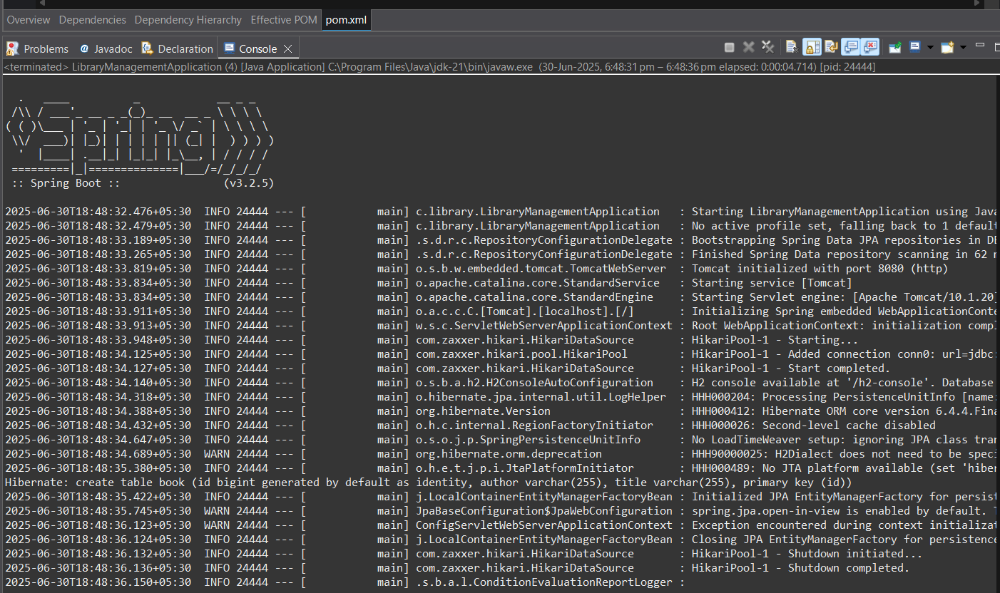 Overview Dependencies Dependency Hierarchy Effective POM pom.xml
Problems @ Javadoc Declaration Console
<terminated> LibraryManagementApplication (4) [Java Application] C:\Program Files\Java\jdk-21\bin\javaw.exe (30-Jun-2025, 6:48:31 pm – 6:48:36 pm elapsed: 0:00:04.714) [pid: 24444]
  .   ____          _            __ _ _
 /\\ / ___'_ __ _ _(_)_ __  __ _ \ \ \ \
( ( )\___ | '_ | '_| | '_ \/ _` | \ \ \ \
 \\/  ___)| |_)| | | | | || (_| |  ) ) ) )
  '  |____| .__|_| |_|_| |_\__, | / / / /
 =========|_|==============|___/=/_/_/_/
 :: Spring Boot ::                (v3.2.5)
2025-06-30T18:48:32.476+05:30  INFO 24444 --- [           main] c.library.LibraryManagementApplication   : Starting LibraryManagementApplication using Java
2025-06-30T18:48:32.479+05:30  INFO 24444 --- [           main] c.library.LibraryManagementApplication   : No active profile set, falling back to 1 default
2025-06-30T18:48:33.189+05:30  INFO 24444 --- [           main] .s.d.r.c.RepositoryConfigurationDelegate : Bootstrapping Spring Data JPA repositories in
2025-06-30T18:48:33.265+05:30  INFO 24444 --- [           main] .s.d.r.c.RepositoryConfigurationDelegate : Finished Spring Data repository scanning in 62
2025-06-30T18:48:33.819+05:30  INFO 24444 --- [           main] o.s.b.w.embedded.tomcat.TomcatWebServer  : Tomcat initialized with port 8080 (http)
2025-06-30T18:48:33.834+05:30  INFO 24444 --- [           main] o.apache.catalina.core.StandardService   : Starting service [Tomcat]
2025-06-30T18:48:33.834+05:30  INFO 24444 --- [           main] o.apache.catalina.core.StandardEngine    : Starting Servlet engine: [Apache Tomcat/10.1.20]
2025-06-30T18:48:33.911+05:30  INFO 24444 --- [           main] o.a.c.c.C.[Tomcat].[localhost].[/]       : Initializing Spring embedded WebApplicationConte
2025-06-30T18:48:33.913+05:30  INFO 24444 --- [           main] w.s.c.ServletWebServerApplicationContext : Root WebApplicationContext: initialization compl
2025-06-30T18:48:33.948+05:30  INFO 24444 --- [           main] com.zaxxer.hikari.HikariDataSource       : HikariPool-1 - Starting...
2025-06-30T18:48:34.125+05:30  INFO 24444 --- [           main] com.zaxxer.hikari.pool.HikariPool        : HikariPool-1 - Added connection conn0: url=jdbc:
2025-06-30T18:48:34.127+05:30  INFO 24444 --- [           main] com.zaxxer.hikari.HikariDataSource       : HikariPool-1 - Start completed.
2025-06-30T18:48:34.140+05:30  INFO 24444 --- [           main] o.s.b.a.h2.H2ConsoleAutoConfiguration    : H2 console available at '/h2-console'. Database
2025-06-30T18:48:34.318+05:30  INFO 24444 --- [           main] o.hibernate.jpa.internal.util.LogHelper  : HHH000204: Processing PersistenceUnitInfo [name:
2025-06-30T18:48:34.388+05:30  INFO 24444 --- [           main] org.hibernate.Version                    : HHH000412: Hibernate ORM core version 6.4.4.Fina
2025-06-30T18:48:34.432+05:30  INFO 24444 --- [           main] o.h.c.internal.RegionFactoryInitiator    : HHH000026: Second-level cache disabled
2025-06-30T18:48:34.647+05:30  INFO 24444 --- [           main] o.s.o.j.p.SpringPersistenceUnitInfo      : No LoadTimeWeaver setup: ignoring JPA class tran
2025-06-30T18:48:34.689+05:30  WARN 24444 --- [           main] org.hibernate.orm.deprecation            : HHH90000025: H2Dialect does not need to be speci
2025-06-30T18:48:35.380+05:30  INFO 24444 --- [           main] o.h.e.t.j.p.i.JtaPlatformInitiator       : HHH000489: No JTA platform available (set 'hiber
Hibernate: create table book (id bigint generated by default as identity, author varchar(255), title varchar(255), primary key (id))
2025-06-30T18:48:35.422+05:30  INFO 24444 --- [           main] j.LocalContainerEntityManagerFactoryBean : Initialized JPA EntityManagerFactory for persist
2025-06-30T18:48:35.745+05:30  WARN 24444 --- [           main] JpaBaseConfiguration$JpaWebConfiguration : spring.jpa.open-in-view is enabled by default.
2025-06-30T18:48:36.123+05:30  WARN 24444 --- [           main] ConfigServletWebServerApplicationContext : Exception encountered during context initializat
2025-06-30T18:48:36.124+05:30  INFO 24444 --- [           main] j.LocalContainerEntityManagerFactoryBean : Closing JPA EntityManagerFactory for persistence
2025-06-30T18:48:36.132+05:30  INFO 24444 --- [           main] com.zaxxer.hikari.HikariDataSource       : HikariPool-1 - Shutdown initiated...
2025-06-30T18:48:36.136+05:30  INFO 24444 --- [           main] com.zaxxer.hikari.HikariDataSource       : HikariPool-1 - Shutdown completed.
2025-06-30T18:48:36.150+05:30  INFO 24444 --- [           main] .s.b.a.l.ConditionEvaluationReportLogger :